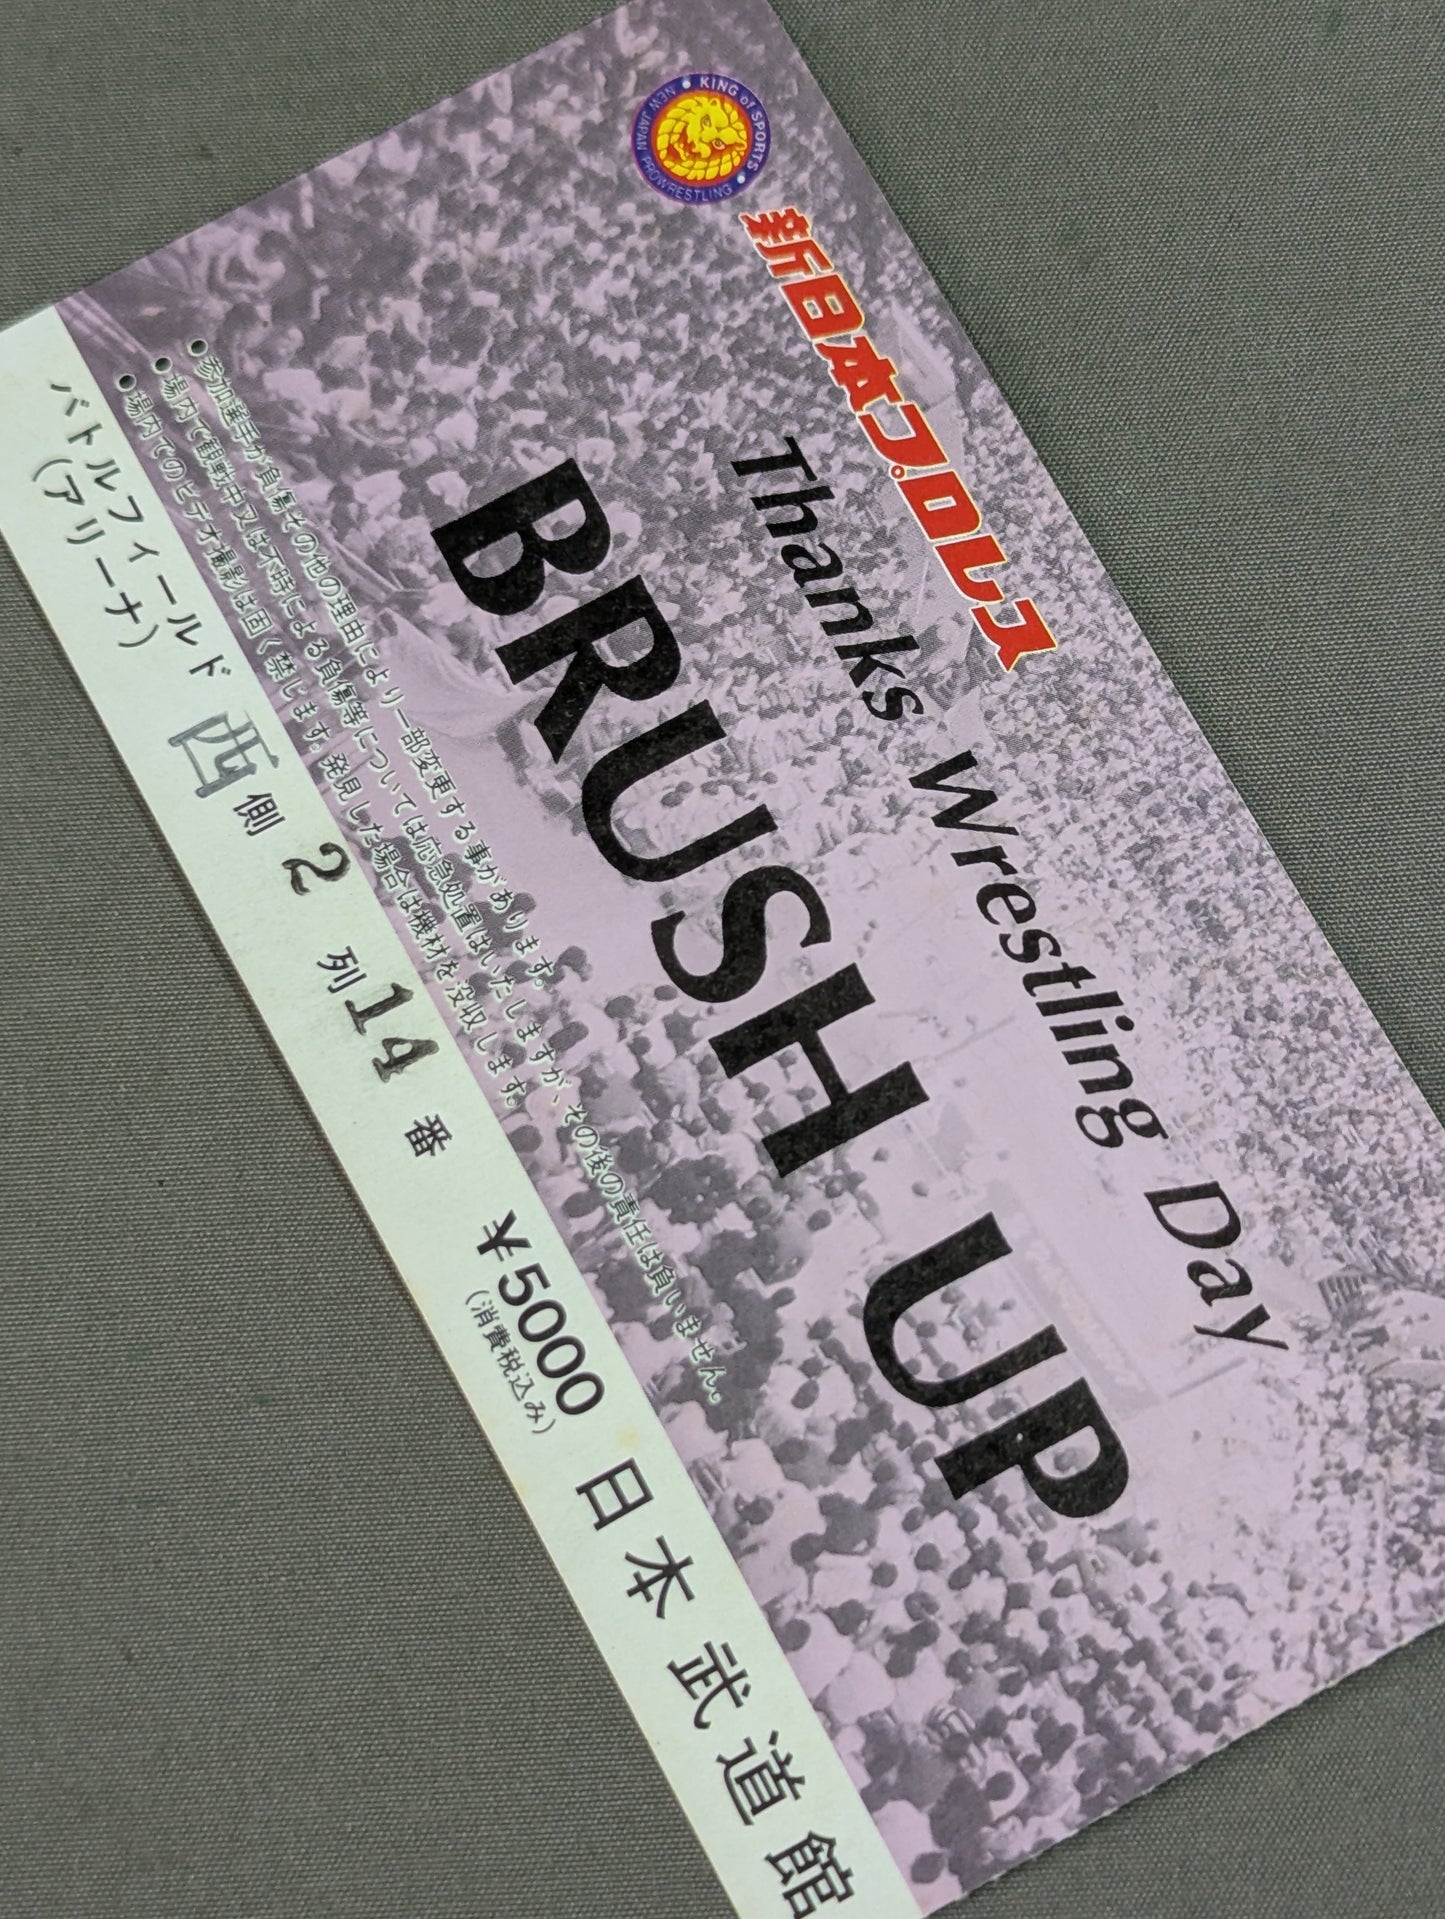 NEW JAPAN PROWRESTLING • KING of SPORTS •
新日本プロレス
Thanks Wrestling Day
BRUSH UP
●参加選手が負傷その他の理由により一部変更する事があります。
●場内で観戦中又は不時による負傷等については応急処置はいたしますが、その後の責任は負いません。
●場内でのビデオ撮影は固く禁じます。発見した場合は機材を没収します。
バトルフィールド
(アリーナ)
西側 2 列 14 番
¥5000
(消費税込み)
日本武道館